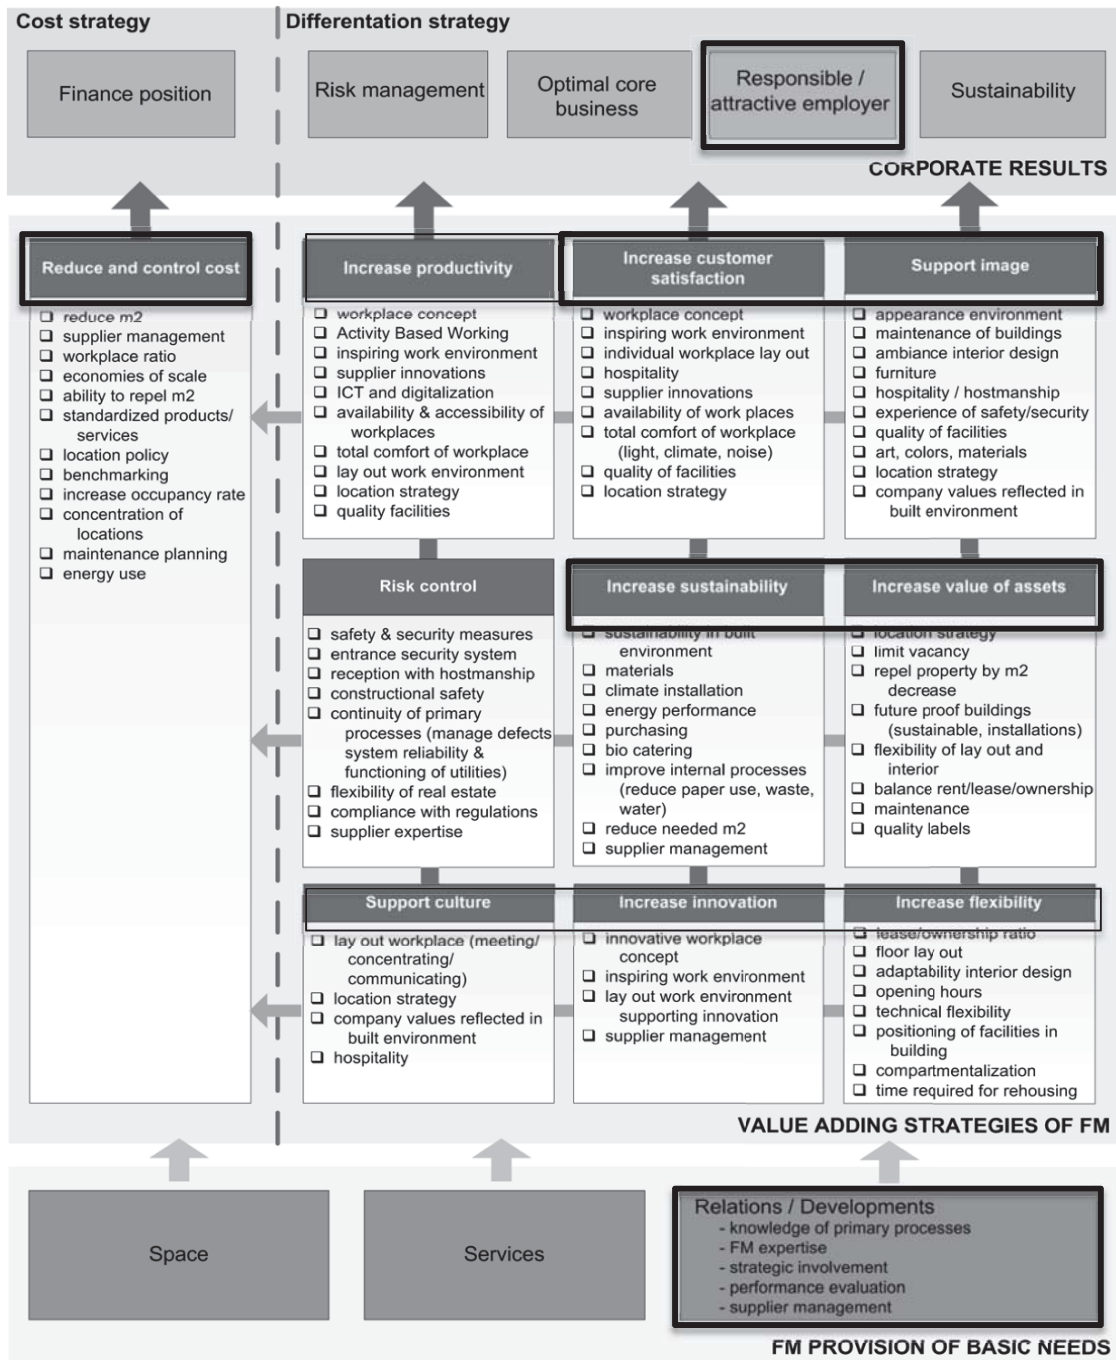 Cost strategy
Differentation strategy
Finance position
Risk management
Optimal core
business
Responsible /
attractive employer
Sustainability
CORPORATE RESULTS
Reduce and control cost
❑ reduce m2
❑ supplier management
❑ workplace ratio
❑ economies of scale
❑ ability to repel m2
❑ standardized products/
services
❑ location policy
❑ benchmarking
❑ increase occupancy rate
❑ concentration of
locations
❑ maintenance planning
❑ energy use
Increase productivity
❑ workplace concept
❑ Activity Based Working
❑ inspiring work environment
❑ supplier innovations
❑ ICT and digitalization
❑ availability & accessibility of
workplaces
❑ total comfort of workplace
❑ lay out work environment
❑ location strategy
❑ quality facilities
Increase customer
satisfaction
❑ workplace concept
❑ inspiring work environment
❑ individual workplace lay out
❑ hospitality
❑ supplier innovations
❑ availability of work places
❑ total comfort of workplace
(light, climate, noise)
❑ quality of facilities
❑ location strategy
Support image
❑ appearance environment
❑ maintenance of buildings
❑ ambiance interior design
❑ furniture
❑ hospitality / hostmanship
❑ experience of safety/security
❑ quality of facilities
❑ art, colors, materials
❑ location strategy
❑ company values reflected in
built environment
Risk control
❑ safety & security measures
❑ entrance security system
❑ reception with hostmanship
❑ constructional safety
❑ continuity of primary
processes (manage defects
system reliability &
functioning of utilities)
❑ flexibility of real estate
❑ compliance with regulations
❑ supplier expertise
Increase sustainability
❑ sustainability in built
environment
❑ materials
❑ climate installation
❑ energy performance
❑ purchasing
❑ bio catering
❑ improve internal processes
(reduce paper use, waste,
water)
❑ reduce needed m2
❑ supplier management
Increase value of assets
❑ location strategy
❑ limit vacancy
❑ repel property by m2
decrease
❑ future proof buildings
(sustainable, installations)
❑ flexibility of lay out and
interior
❑ balance rent/lease/ownership
❑ maintenance
❑ quality labels
Support culture
❑ lay out workplace (meeting/
concentrating/
communicating)
❑ location strategy
❑ company values reflected in
built environment
❑ hospitality
Increase innovation
❑ innovative workplace
concept
❑ inspiring work environment
❑ lay out work environment
supporting innovation
❑ supplier management
Increase flexibility
❑ lease/ownership ratio
❑ floor lay out
❑ adaptability interior design
❑ opening hours
❑ technical flexibility
❑ positioning of facilities in
building
❑ compartmentalization
❑ time required for rehousing
VALUE ADDING STRATEGIES OF FM
Space
Services
Relations / Developments
- knowledge of primary processes
- FM expertise
- strategic involvement
- performance evaluation
- supplier management
FM PROVISION OF BASIC NEEDS